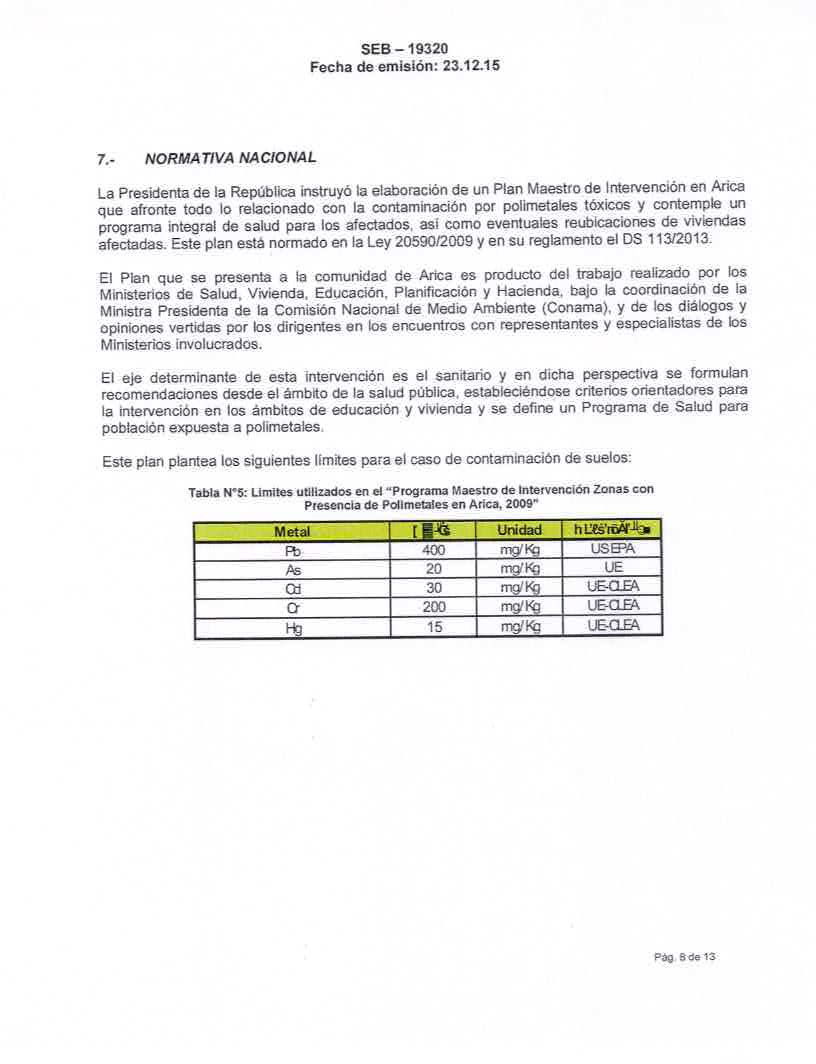 SEB – 19320
Fecha de emisión: 23.12.15
7.- NORMATIVA NACIONAL
La Presidenta de la República instruyó la elaboración de un Plan Maestro de Intervención en Arica
que afronte todo lo relacionado con la contaminación por polimetales tóxicos y contemple un
programa integral de salud para los afectados, así como eventuales reubicaciones de viviendas
afectadas. Este plan está normado en la Ley 20590/2009 y en su reglamento el DS 113/2013.
El Plan que se presenta a la comunidad de Arica es producto del trabajo realizado por los
Ministerios de Salud, Vivienda, Educación, Planificación y Hacienda, bajo la coordinación de la
Ministra Presidenta de la Comisión Nacional de Medio Ambiente (Conama), y de los diálogos y
opiniones vertidas por los dirigentes en los encuentros con representantes y especialistas de los
Ministerios involucrados.
El eje determinante de esta intervención es el sanitario y en dicha perspectiva se formulan
recomendaciones desde el ámbito de la salud pública, estableciéndose criterios orientadores para
la intervención en los ámbitos de educación y vivienda y se define un Programa de Salud para
población expuesta a polimetales.
Este plan plantea los siguientes límites para el caso de contaminación de suelos:
Tabla N°5: Limites utilizados en el "Programa Maestro de Intervención Zonas con
Presencia de Polimetales en Arica, 2009"
Metal Unidad
Pb 400 mg/Kg USEPA
As 20 mg/Kg UE
Cd 30 mg/Kg UE-CLEA
Cr 200 mg/Kg UE-CLEA
Hg 15 mg/Kg UE-CLEA
Pág. 8 de 13